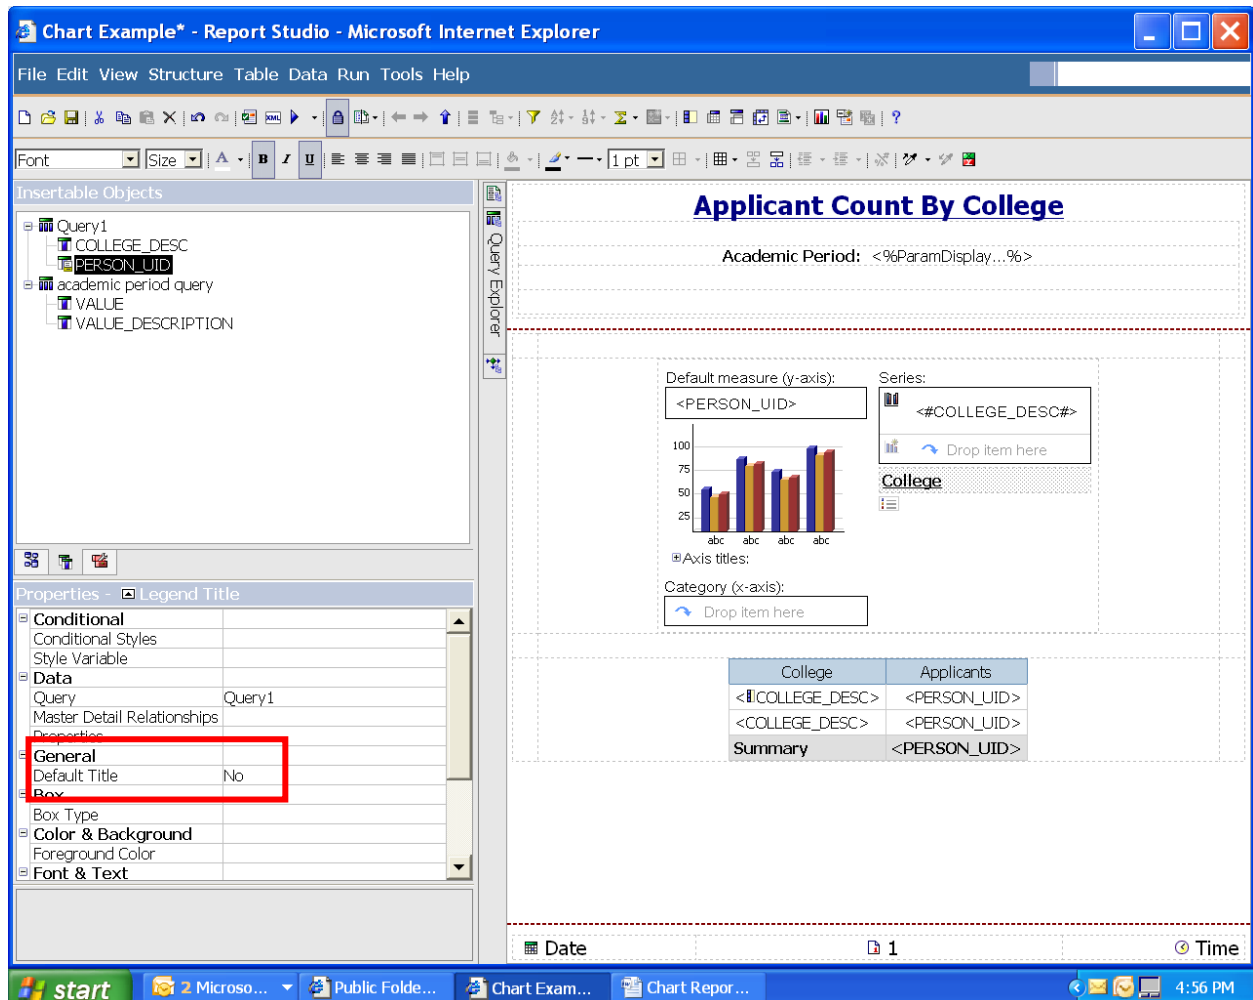 Chart Example* - Report Studio - Microsoft Internet Explorer
File Edit View Structure Table Data Run Tools Help
Font Size A B I U 1 pt
Insertable Objects
Query1
COLLEGE_DESC
PERSON_UID
academic period query
VALUE
VALUE_DESCRIPTION
Query Explorer
Properties - Legend Title
Conditional
Conditional Styles
Style Variable
Data
Query Query1
Master Detail Relationships
Properties
General
Default Title No
Box
Box Type
Color & Background
Foreground Color
Font & Text
Applicant Count By College
Academic Period: <%ParamDisplay...%>
Default measure (y-axis): Series:
<PERSON_UID>
<#COLLEGE_DESC#>
Drop item here
College
100
75
50
25
abc abc abc abc
Axis titles:
Category (x-axis):
Drop item here
College Applicants
<COLLEGE_DESC> <PERSON_UID>
<COLLEGE_DESC> <PERSON_UID>
Summary <PERSON_UID>
Date 1 Time
start 2 Microso... Public Folde... Chart Exam... Chart Repor... 4:56 PM